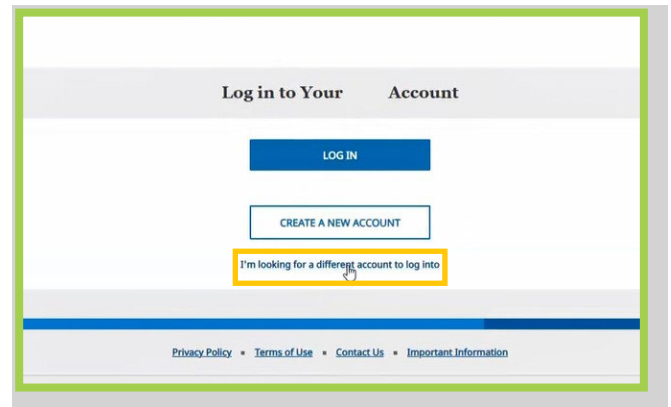 Log in to Your Account
LOG IN
CREATE A NEW ACCOUNT
I'm looking for a different account to log into
Privacy Policy ▪ Terms of Use ▪ Contact Us ▪ Important Information